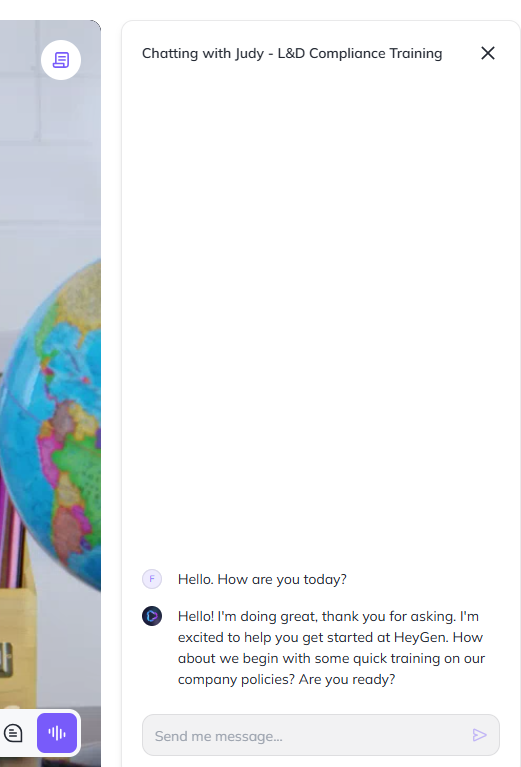 Chatting with Judy - L&D Compliance Training
F
Hello. How are you today?
Hello! I'm doing great, thank you for asking. I'm
excited to help you get started at HeyGen. How
about we begin with some quick training on our
company policies? Are you ready?
Send me message...